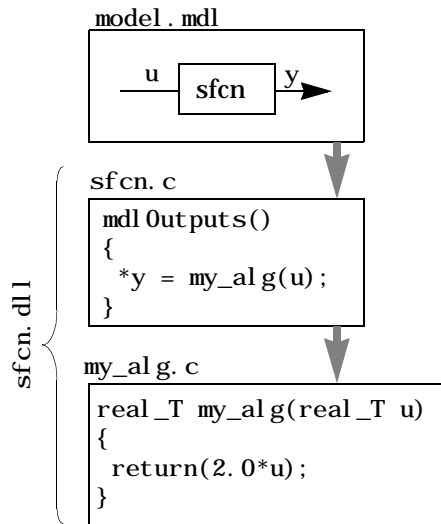 model.mdl
u sfcn y
sfcn.c
mdlOutputs()
{
*y = my_alg(u);
}
sfcn.dll
my_alg.c
real_T my_alg(real_T u)
{
return(2.0*u);
}